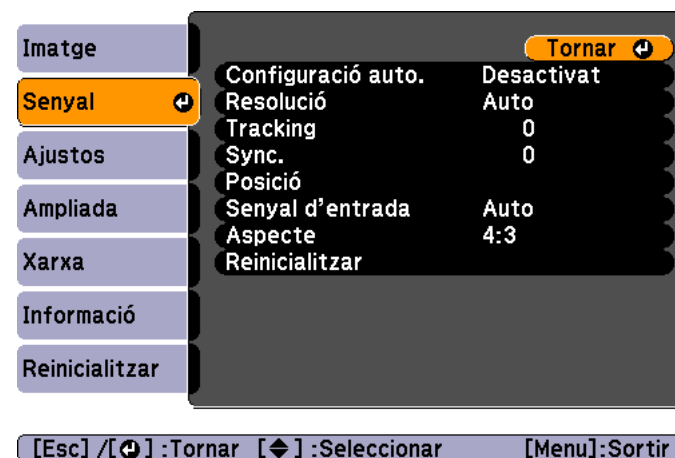 Imatge
Senyal
Ajustos
Ampliada
Xarxa
Informació
Reinicialitzar
Tornar
Configuració auto. Desactivat
Resolució Auto
Tracking 0
Sync. 0
Posició
Senyal d'entrada Auto
Aspecte 4:3
Reinicialitzar
[Esc] /[ ] :Tornar [ ] :Seleccionar [Menu]:Sortir